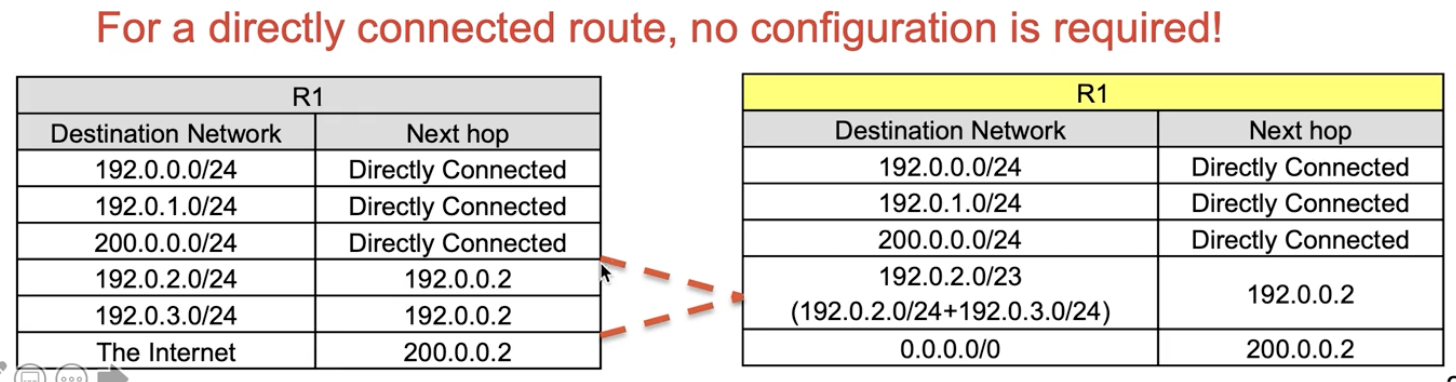 For a directly connected route, no configuration is required!
R1
Destination Network Next hop
192.0.0.0/24 Directly Connected
192.0.1.0/24 Directly Connected
200.0.0.0/24 Directly Connected
192.0.2.0/24 192.0.0.2
192.0.3.0/24 192.0.0.2
The Internet 200.0.0.2
R1
Destination Network Next hop
192.0.0.0/24 Directly Connected
192.0.1.0/24 Directly Connected
200.0.0.0/24 Directly Connected
192.0.2.0/23
(192.0.2.0/24+192.0.3.0/24) 192.0.0.2
0.0.0.0/0 200.0.0.2